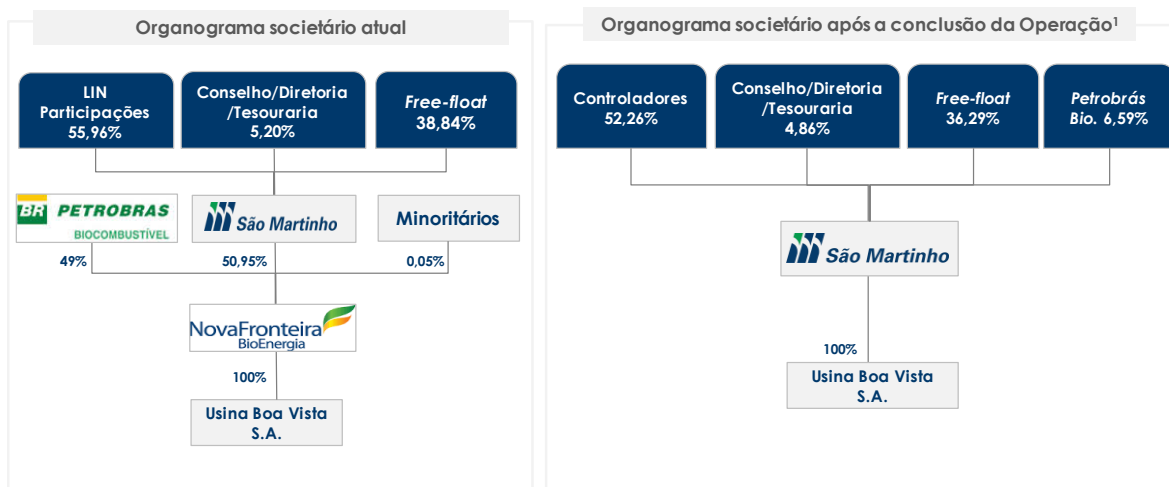 Organograma societário atual
LIN
Participações
55,96%
Conselho/Diretoria
/Tesouraria
5,20%
Free-float
38,84%
BR PETROBRAS
BIOCOMBUSTÍVEL
São Martinho
Minoritários
49%
50,95%
0,05%
NovaFronteira
BioEnergia
100%
Usina Boa Vista
S.A.
Organograma societário após a conclusão da Operação¹
Controladores
52,26%
Conselho/Diretoria
/Tesouraria
4,86%
Free-float
36,29%
Petrobrás
Bio. 6,59%
São Martinho
100%
Usina Boa Vista
S.A.